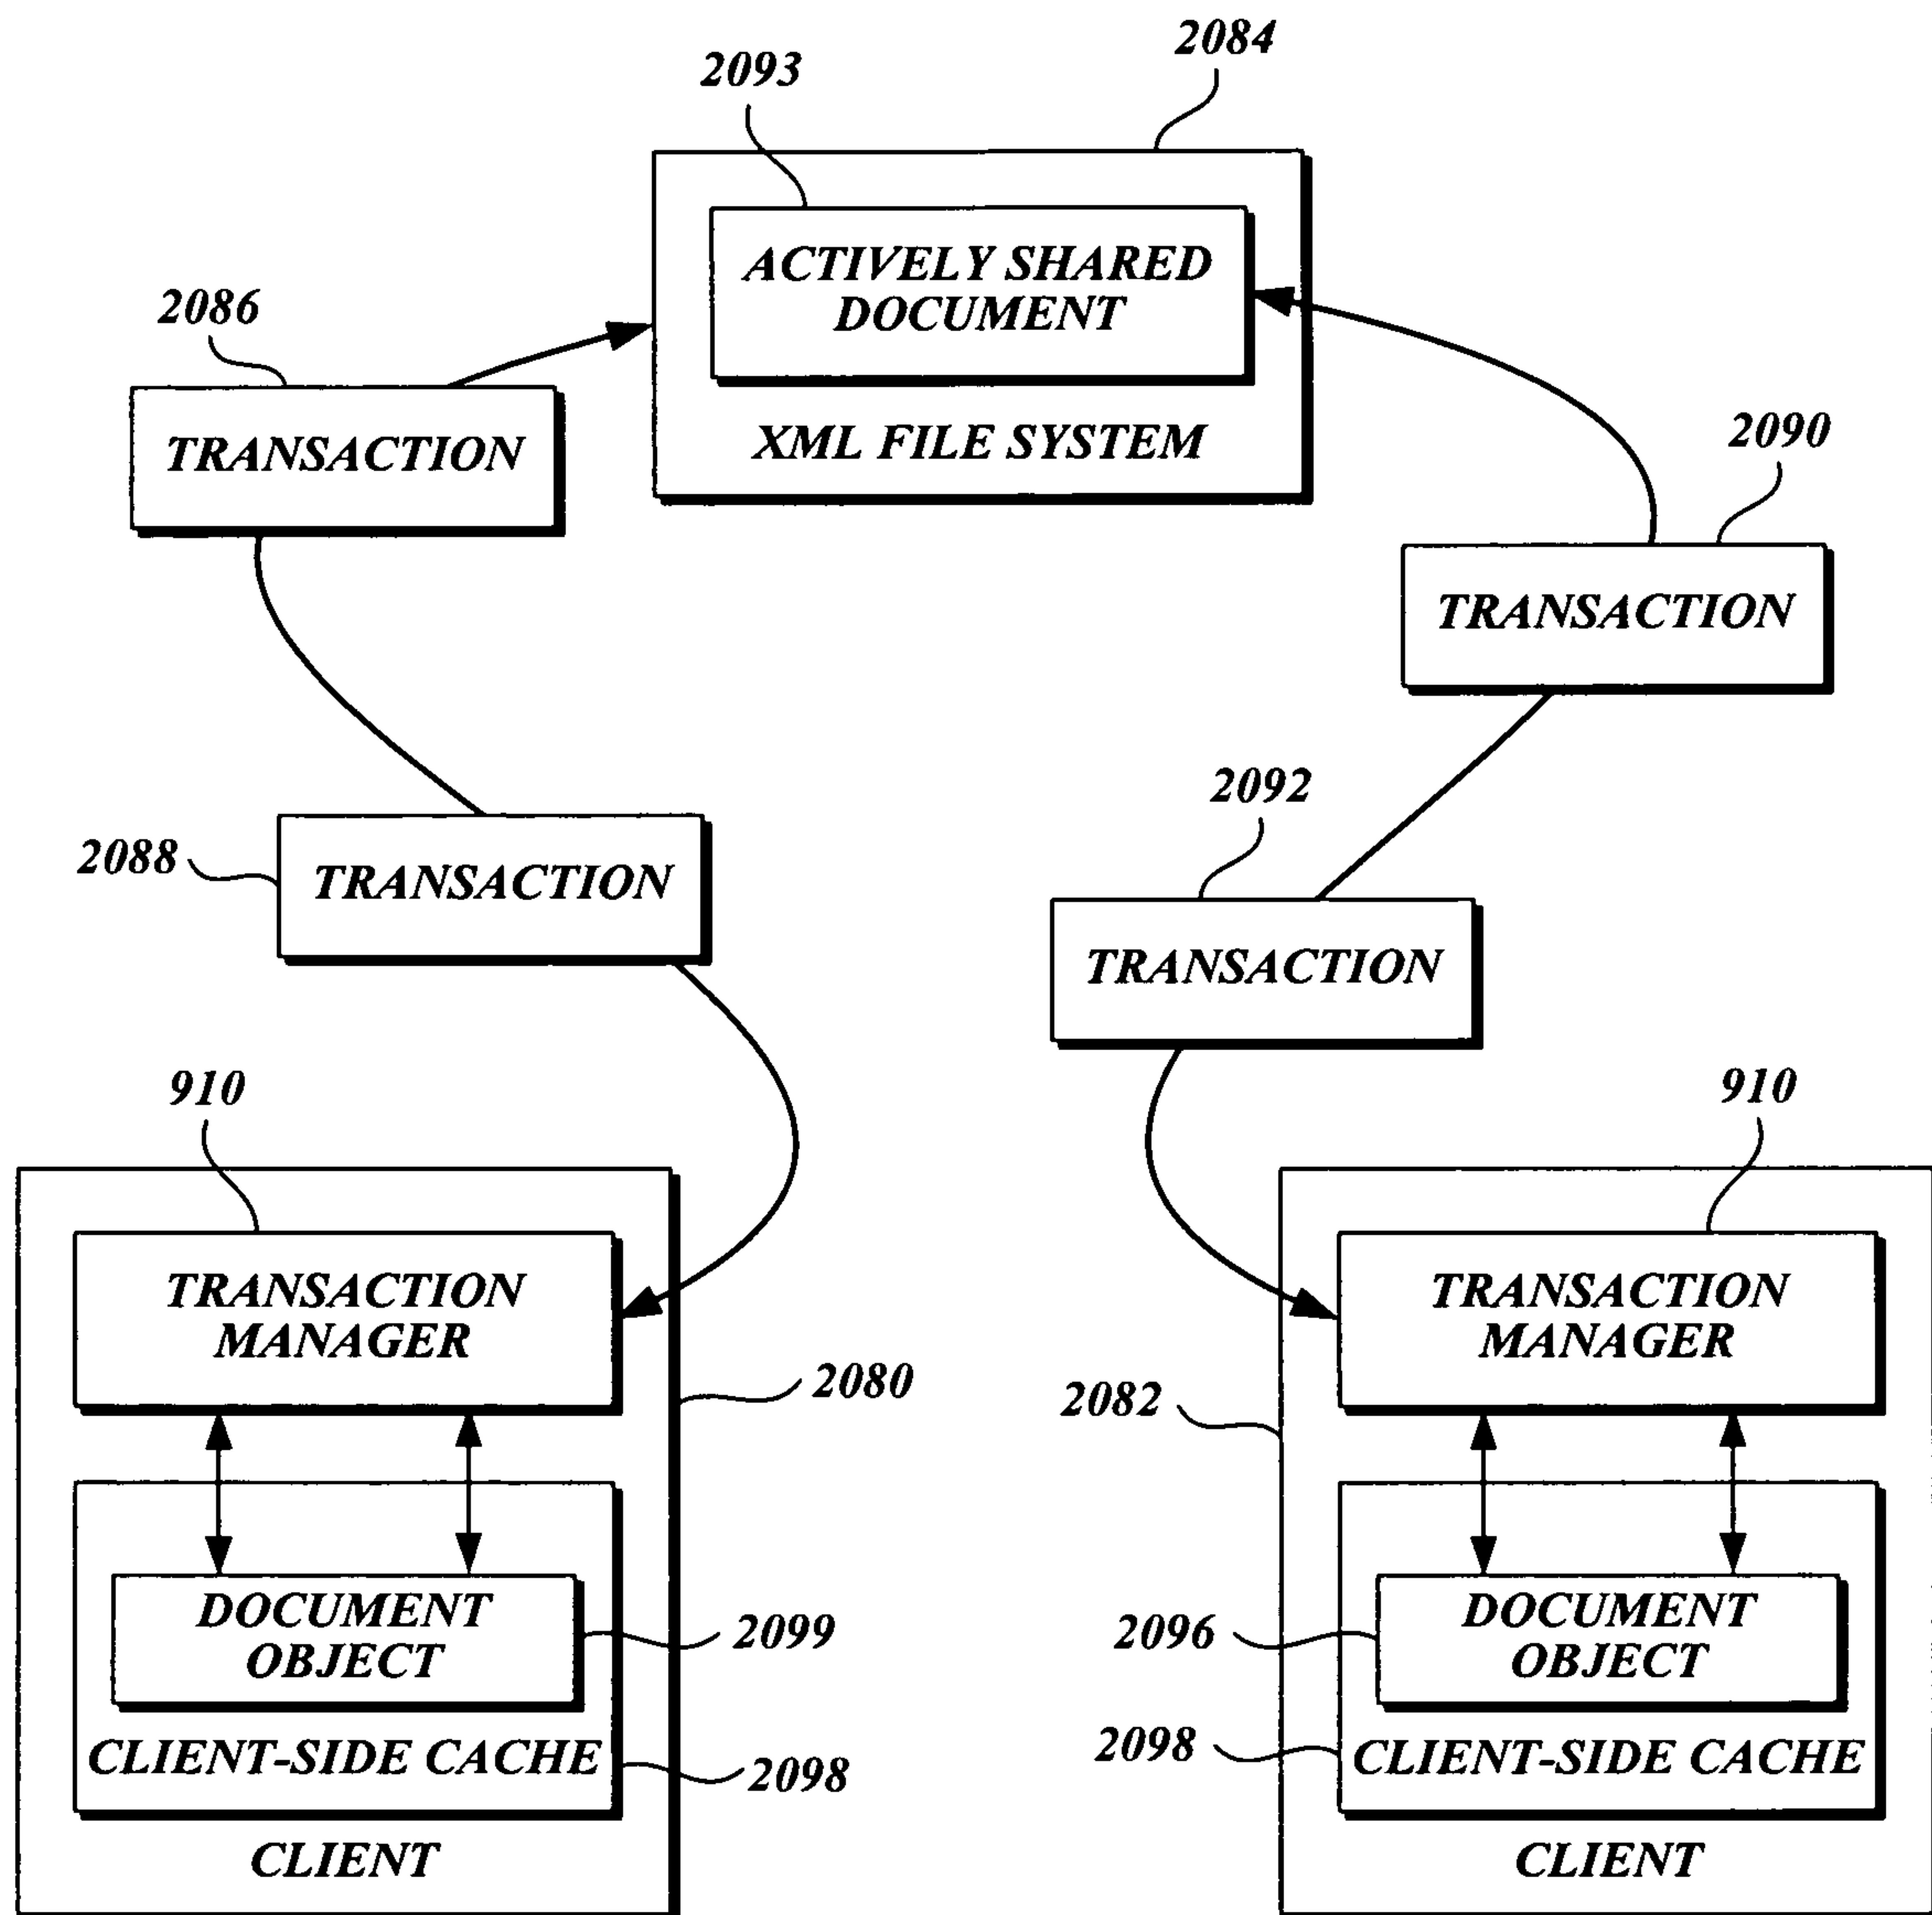 2084
2093
ACTIVELY SHARED
DOCUMENT
XML FILE SYSTEM
2086
TRANSACTION
2090
TRANSACTION
2088
TRANSACTION
2092
TRANSACTION
910
TRANSACTION
MANAGER
2080
DOCUMENT
OBJECT
2099
CLIENT-SIDE CACHE
2098
CLIENT
910
TRANSACTION
MANAGER
2082
DOCUMENT
OBJECT
2096
CLIENT-SIDE CACHE
2098
CLIENT